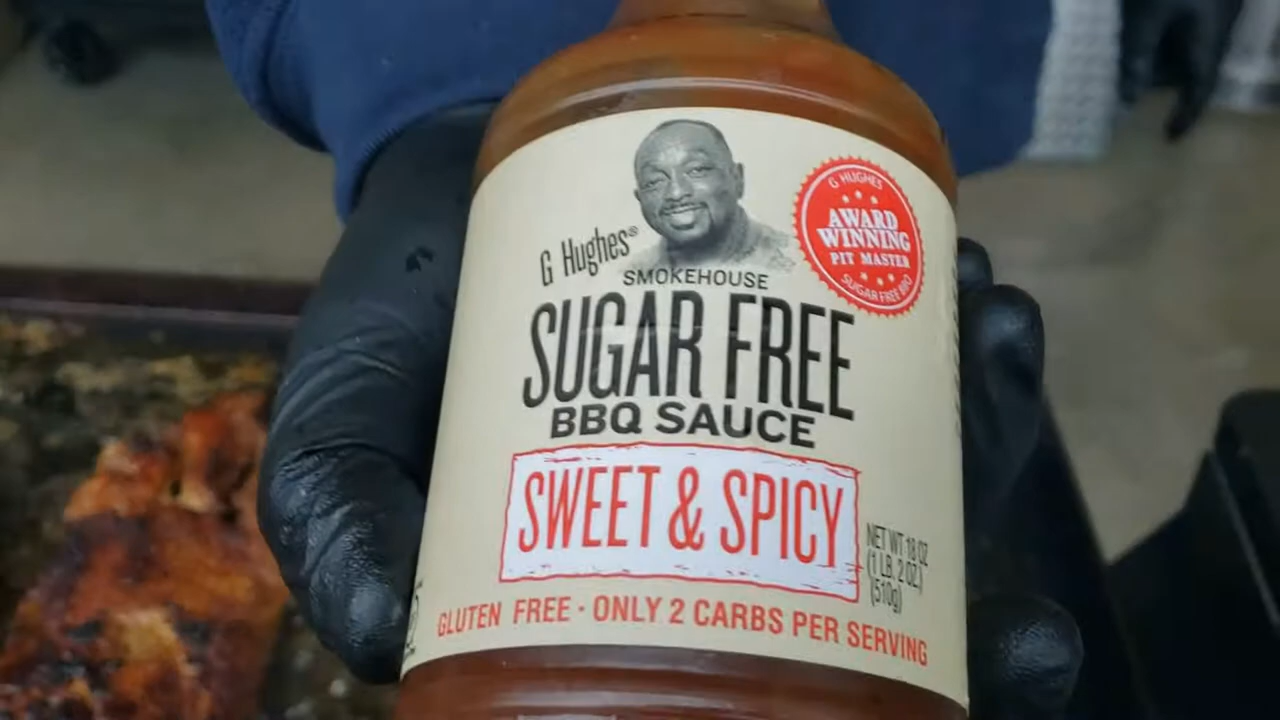 G Hughes®
SMOKEHOUSE
SUGAR FREE
BBQ SAUCE
SWEET & SPICY
GLUTEN FREE · ONLY 2 CARBS PER SERVING
NET WT 18 OZ
(1 LB. 2 OZ.)
(510g)
G HUGHES
AWARD
WINNING
PIT MASTER
SUGAR FREE BBQ